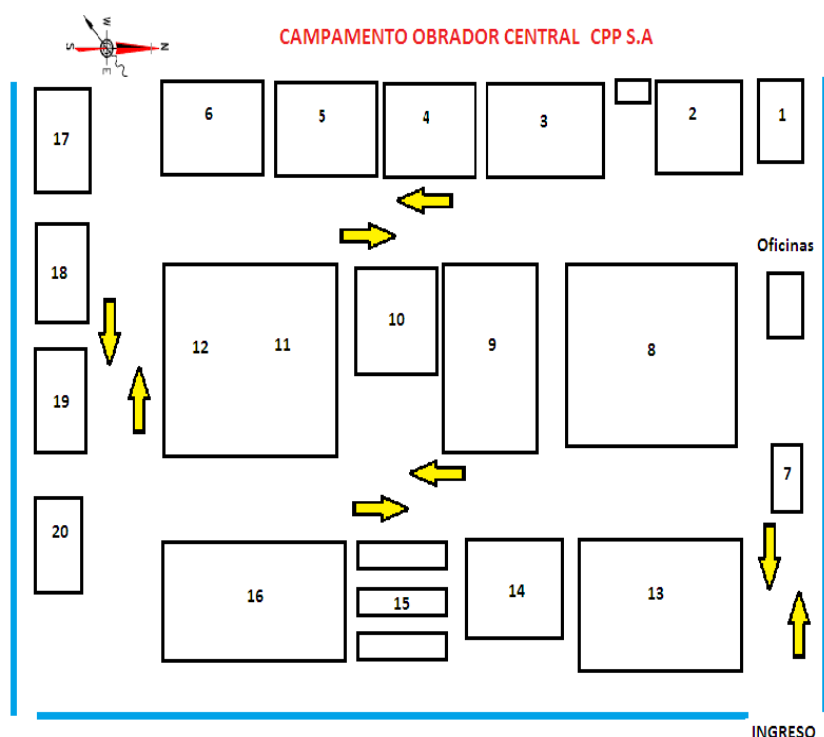 CAMPAMENTO OBRADOR CENTRAL CPP S.A
W
S N
E
6 5 4 3 2 1
17
Oficinas
18
12 11 10 9 8
19
7
20
16 15 14 13
INGRESO